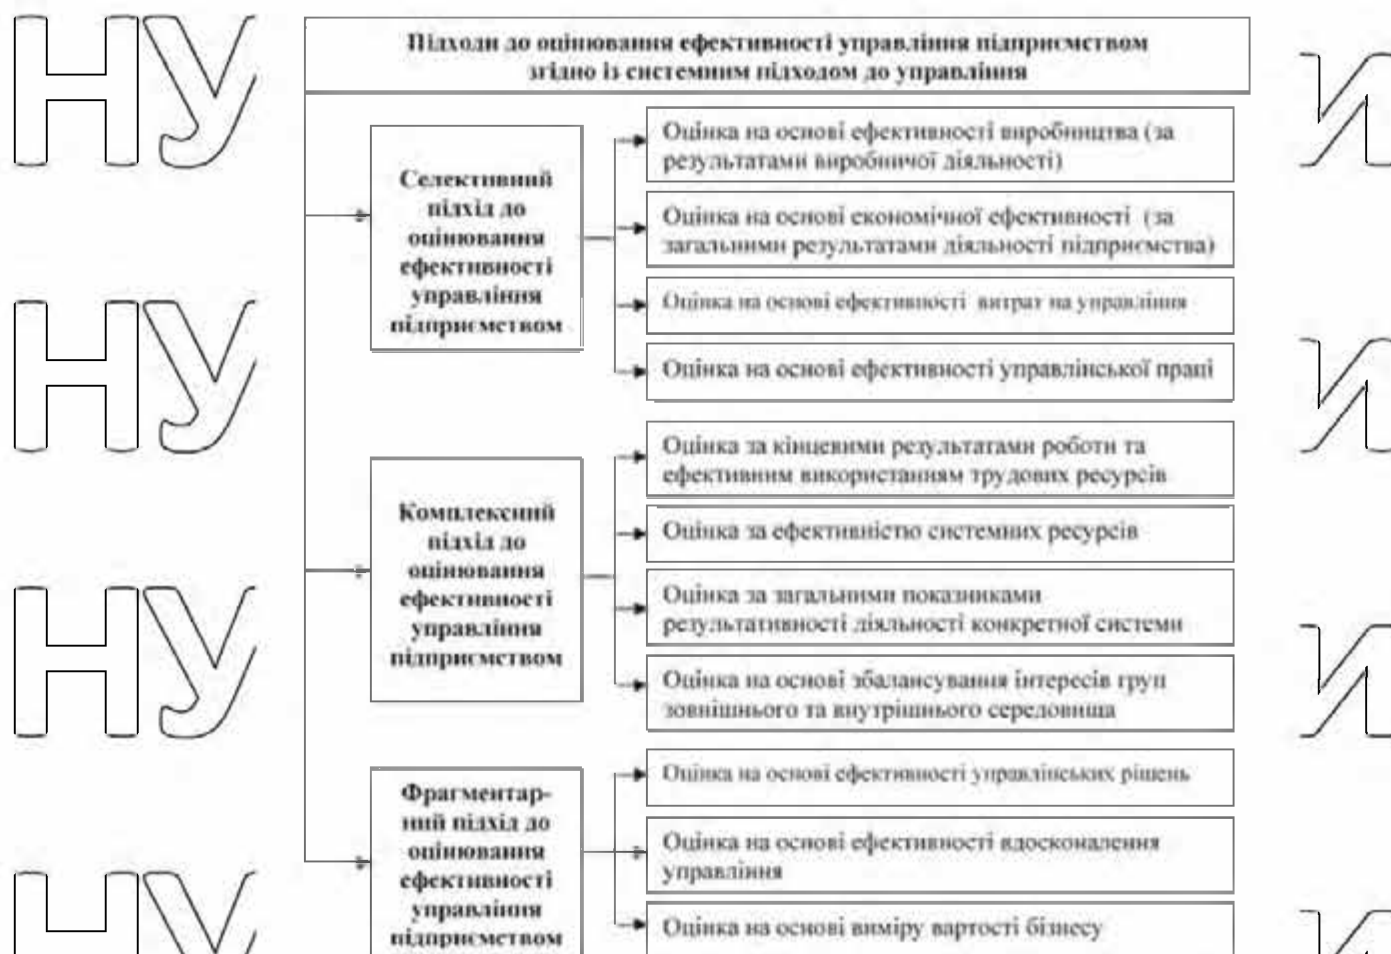 Підходи до оцінювання ефективності управління підприємством
згідно із системним підходом до управління
Селективний
підхід до
оцінювання
ефективності
управління
підприємством
Оцінка на основі ефективності виробництва (за
результатами виробничої діяльності)
Оцінка на основі економічної ефективності (за
загальними результатами діяльності підприємства)
Оцінка на основі ефективності витрат на управління
Оцінка на основі ефективності управлінської праці
Комплексний
підхід до
оцінювання
ефективності
управління
підприємством
Оцінка за кінцевими результатами роботи та
ефективним використанням трудових ресурсів
Оцінка за ефективністю системних ресурсів
Оцінка за загальними показниками
результативності діяльності конкретної системи
Оцінка на основі збалансування інтересів груп
зовнішнього та внутрішнього середовища
Фрагментар-
ний підхід до
оцінювання
ефективності
управління
підприємством
Оцінка на основі ефективності управлінських рішень
Оцінка на основі ефективності вдосконалення
управління
Оцінка на основі виміру вартості бізнесу
НУ
НУ
НУ
НУ